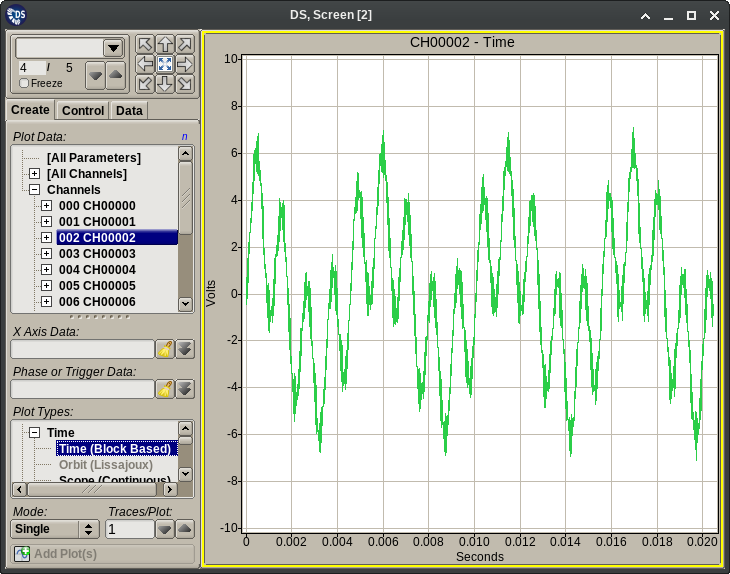 DS
DS, Screen [2]
4 / 5
Freeze
Create Control Data
Plot Data: n
[All Parameters]
[All Channels]
Channels
000 CH00000
001 CH00001
002 CH00002
003 CH00003
004 CH00004
005 CH00005
006 CH00006
X Axis Data:
Phase or Trigger Data:
Plot Types:
Time
Time (Block Based)
Orbit (Lissajoux)
Scope (Continuous)
Mode: Traces/Plot:
Single 1
Add Plot(s)
CH00002 - Time
10
8
6
4
2
0
-2
-4
-6
-8
-10
Volts
0 0.002 0.004 0.006 0.008 0.010 0.012 0.014 0.016 0.018 0.020
Seconds